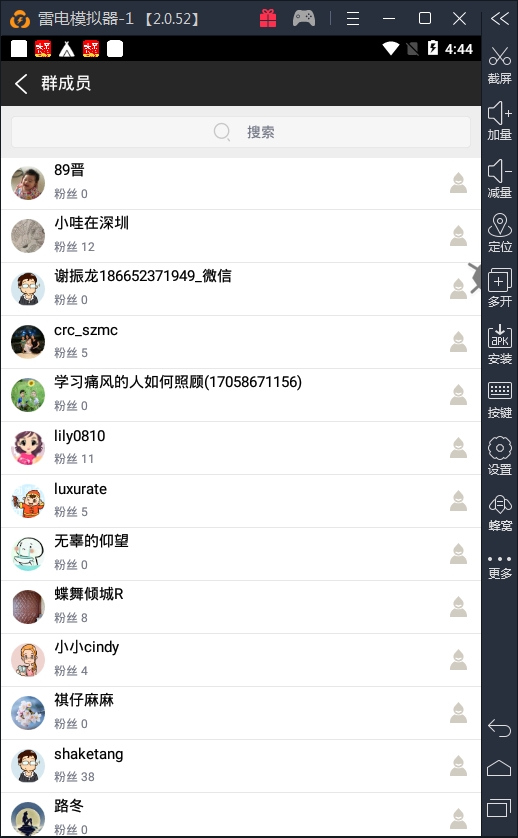 雷电模拟器-1 【2.0.52】
4:44
群成员
搜索
89晋
粉丝 0
小哇在深圳
粉丝 12
谢振龙186652371949_微信
粉丝 0
crc_szmc
粉丝 5
学习痛风的人如何照顾(17058671156)
粉丝 0
lily0810
粉丝 11
luxurate
粉丝 5
无辜的仰望
粉丝 0
蝶舞倾城R
粉丝 8
小小cindy
粉丝 4
祺仔麻麻
粉丝 0
shaketang
粉丝 38
路冬
粉丝 0
截屏
加量
减量
定位
多开
APK
安装
按键
设置
蜂窝
更多